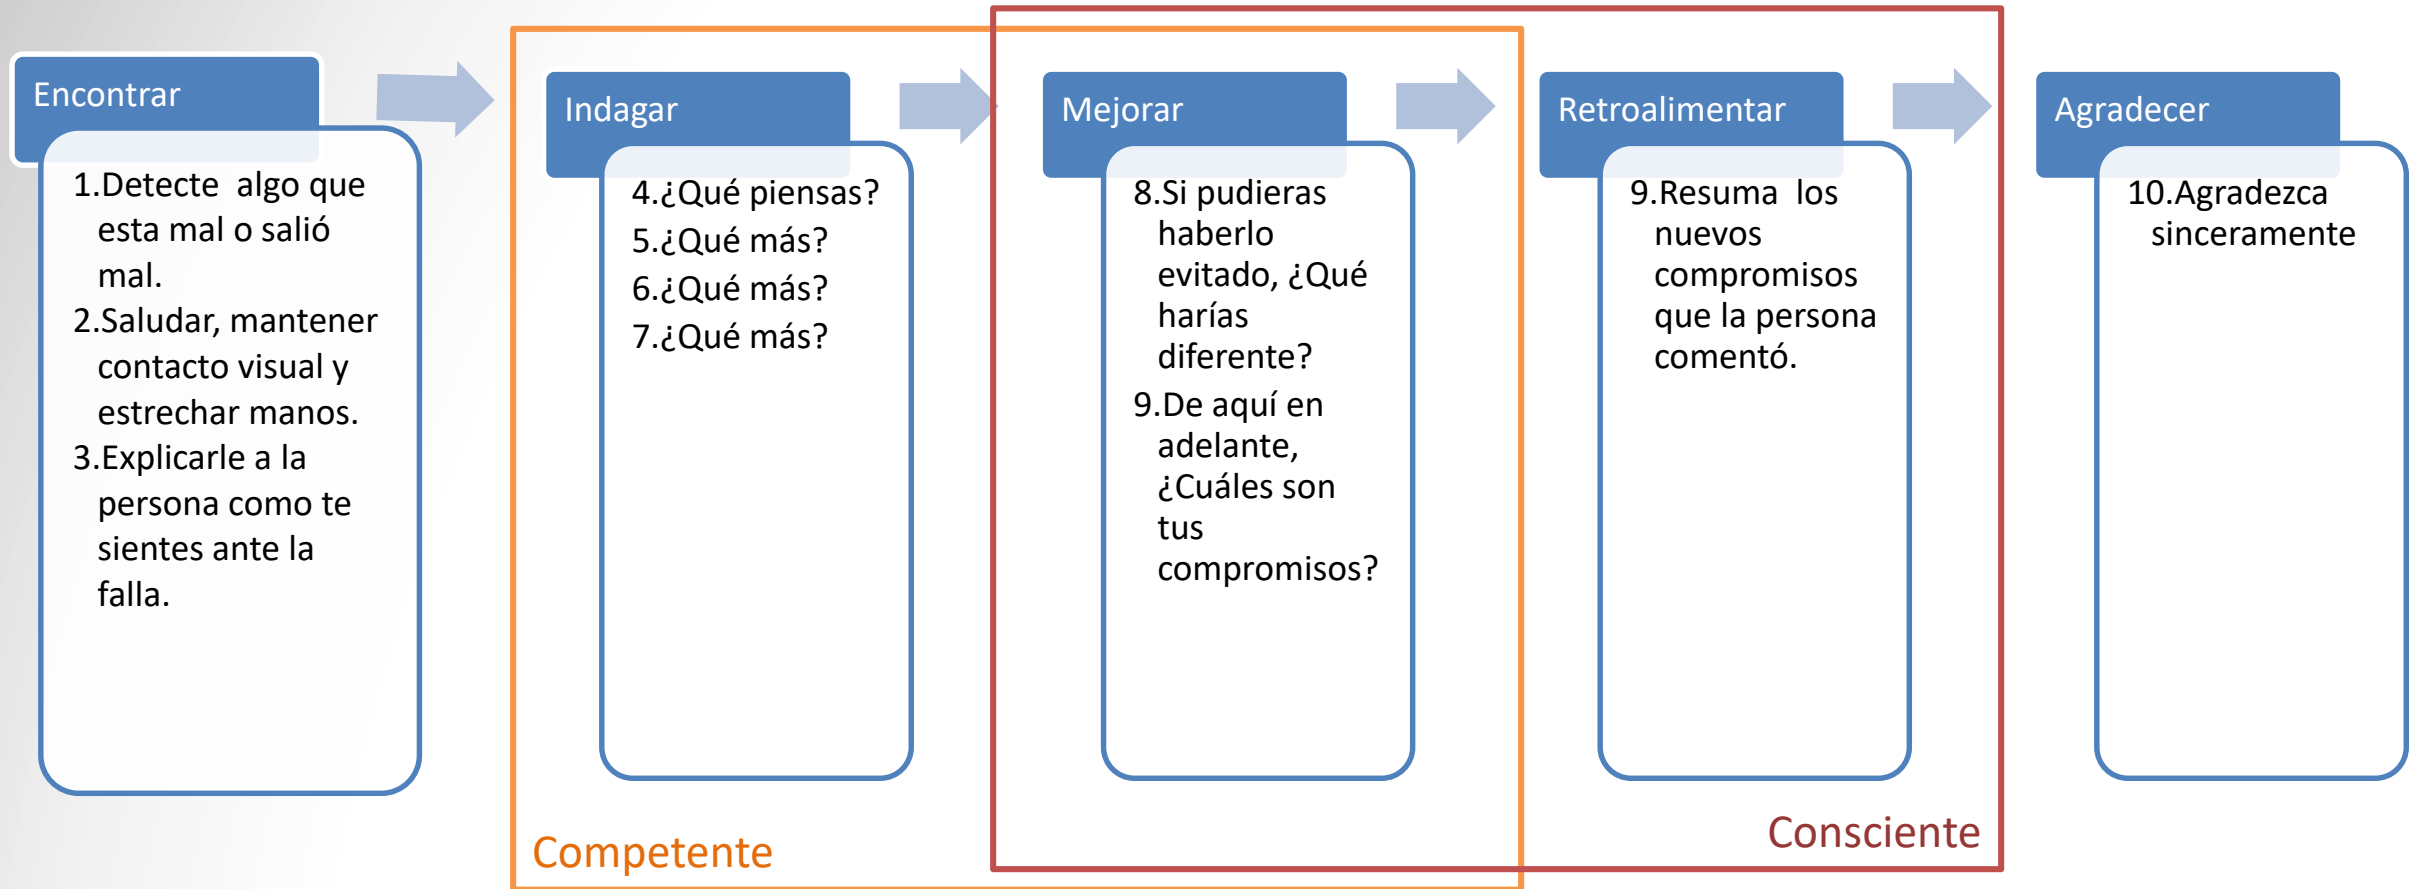 Encontrar
1.Detecte  algo que
esta mal o salió
mal.
2.Saludar, mantener
contacto visual y
estrechar manos.
3.Explicarle a la
persona como te
sientes ante la
falla.
Indagar
4.¿Qué piensas?
5.¿Qué más?
6.¿Qué más?
7.¿Qué más?
Mejorar
8.Si pudieras
haberlo
evitado, ¿Qué
harías
diferente?
9.De aquí en
adelante,
¿Cuáles son
tus
compromisos?
Retroalimentar
9.Resuma  los
nuevos
compromisos
que la persona
comentó.
Agradecer
10.Agradezca
sinceramente
Competente
Consciente